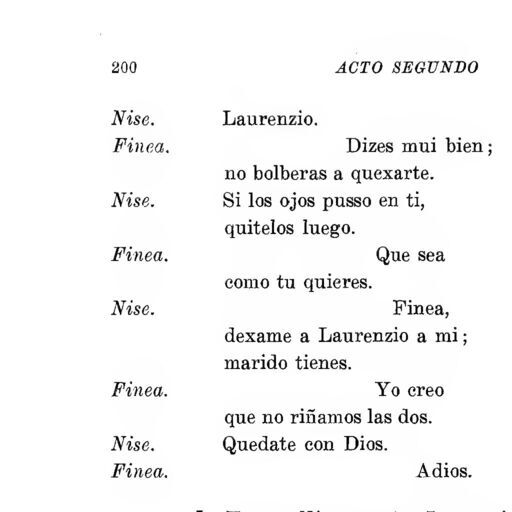 200 ACTO SEGUNDO
Nise. Laurenzio.
Finea. Dizes mui bien;
no bolberas a quexarte.
Nise. Si los ojos pusso en ti,
quitelos luego.
Finea. Que sea
como tu quieres.
Nise. Finea,
dexame a Laurenzio a mi;
marido tienes.
Finea. Yo creo
que no riñamos las dos.
Nise. Quedate con Dios.
Finea. Adios.